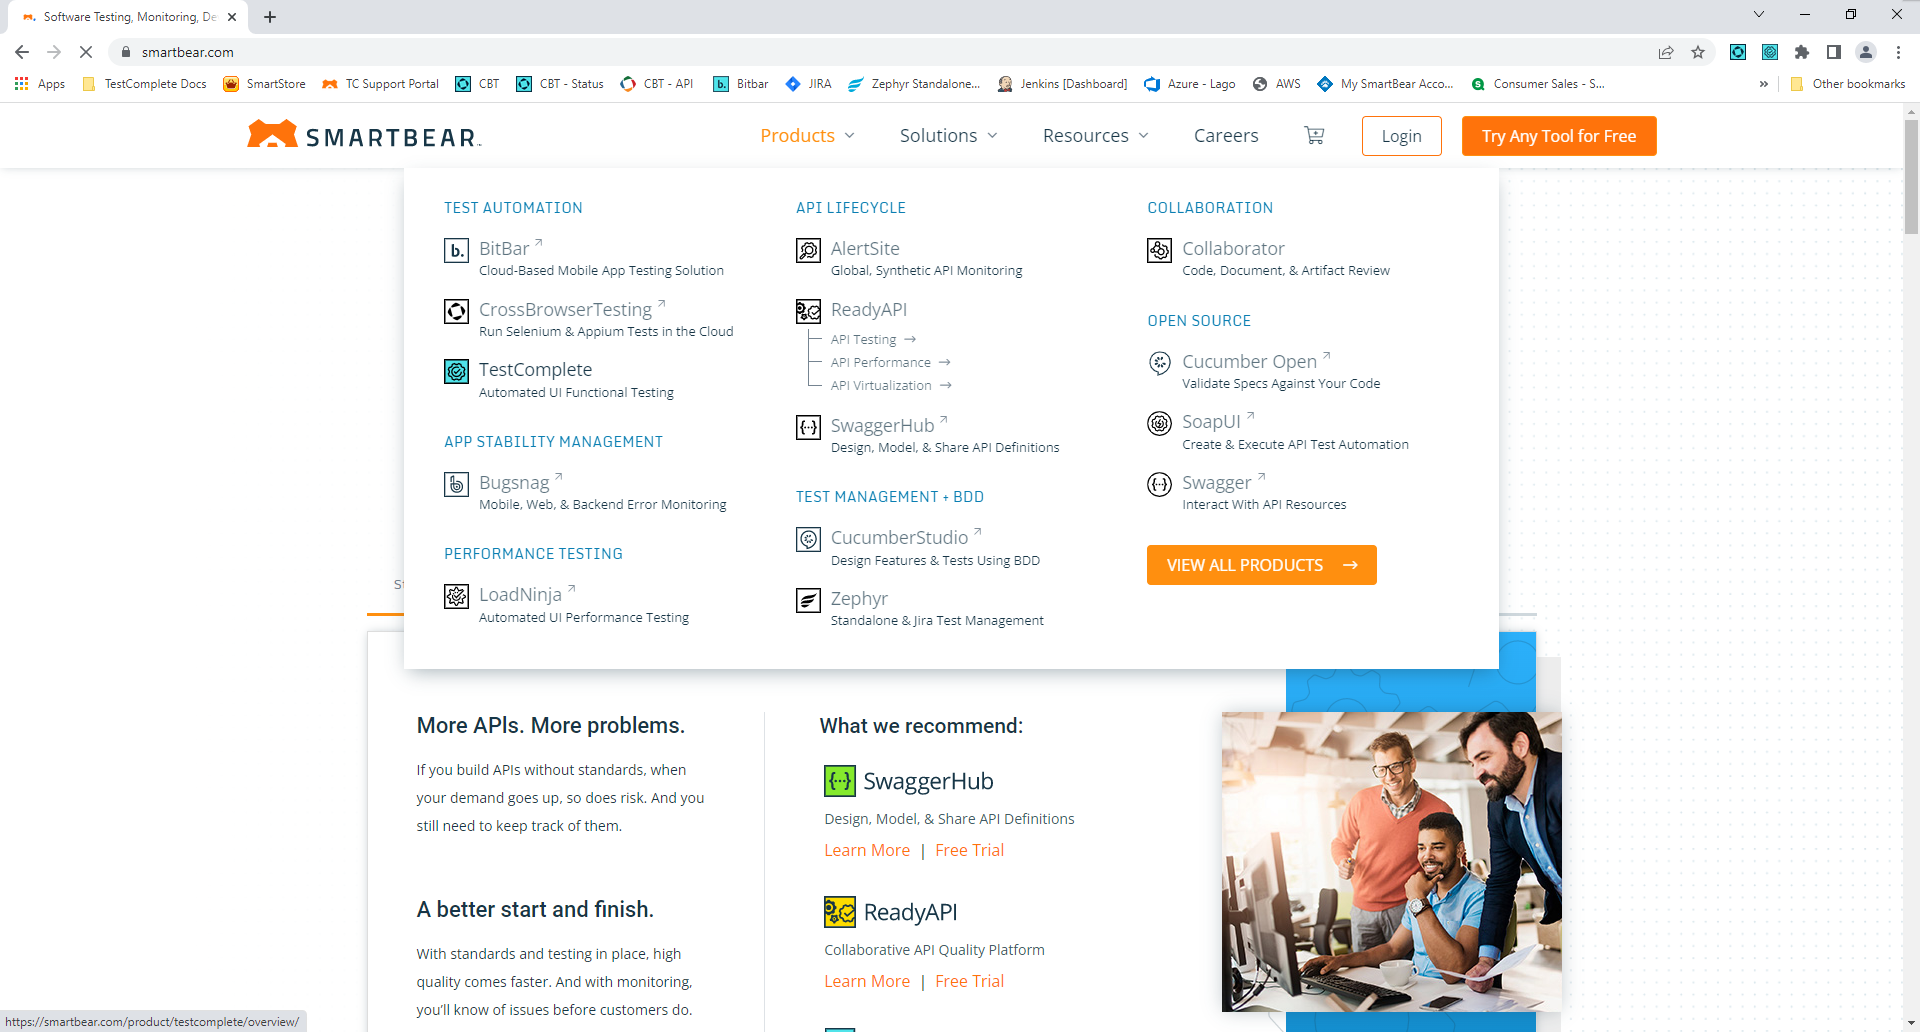 Software Testing, Monitoring, De
smartbear.com
Apps
TestComplete Docs
SmartStore
TC Support Portal
CBT
CBT - Status
CBT - API
Bitbar
JIRA
Zephyr Standalone...
Jenkins [Dashboard]
Azure - Lago
AWS
My SmartBear Acco...
Consumer Sales - S...
»
Other bookmarks
SMARTBEAR
Products
Solutions
Resources
Careers
Login
Try Any Tool for Free
TEST AUTOMATION
b.
BitBar
Cloud-Based Mobile App Testing Solution
CrossBrowserTesting
Run Selenium & Appium Tests in the Cloud
TestComplete
Automated UI Functional Testing
APP STABILITY MANAGEMENT
Bugsnag
Mobile, Web, & Backend Error Monitoring
PERFORMANCE TESTING
LoadNinja
Automated UI Performance Testing
API LIFECYCLE
AlertSite
Global, Synthetic API Monitoring
ReadyAPI
API Testing →
API Performance →
API Virtualization →
{··}
SwaggerHub
Design, Model, & Share API Definitions
TEST MANAGEMENT + BDD
CucumberStudio
Design Features & Tests Using BDD
Zephyr
Standalone & Jira Test Management
COLLABORATION
Collaborator
Code, Document, & Artifact Review
OPEN SOURCE
Cucumber Open
Validate Specs Against Your Code
SoapUI
Create & Execute API Test Automation
{··}
Swagger
Interact With API Resources
VIEW ALL PRODUCTS →
More APIs. More problems.
If you build APIs without standards, when
your demand goes up, so does risk. And you
still need to keep track of them.
A better start and finish.
With standards and testing in place, high
quality comes faster. And with monitoring,
you'll know of issues before customers do.
What we recommend:
{··} SwaggerHub
Design, Model, & Share API Definitions
Learn More | Free Trial
ReadyAPI
Collaborative API Quality Platform
Learn More | Free Trial
https://smartbear.com/product/testcomplete/overview/